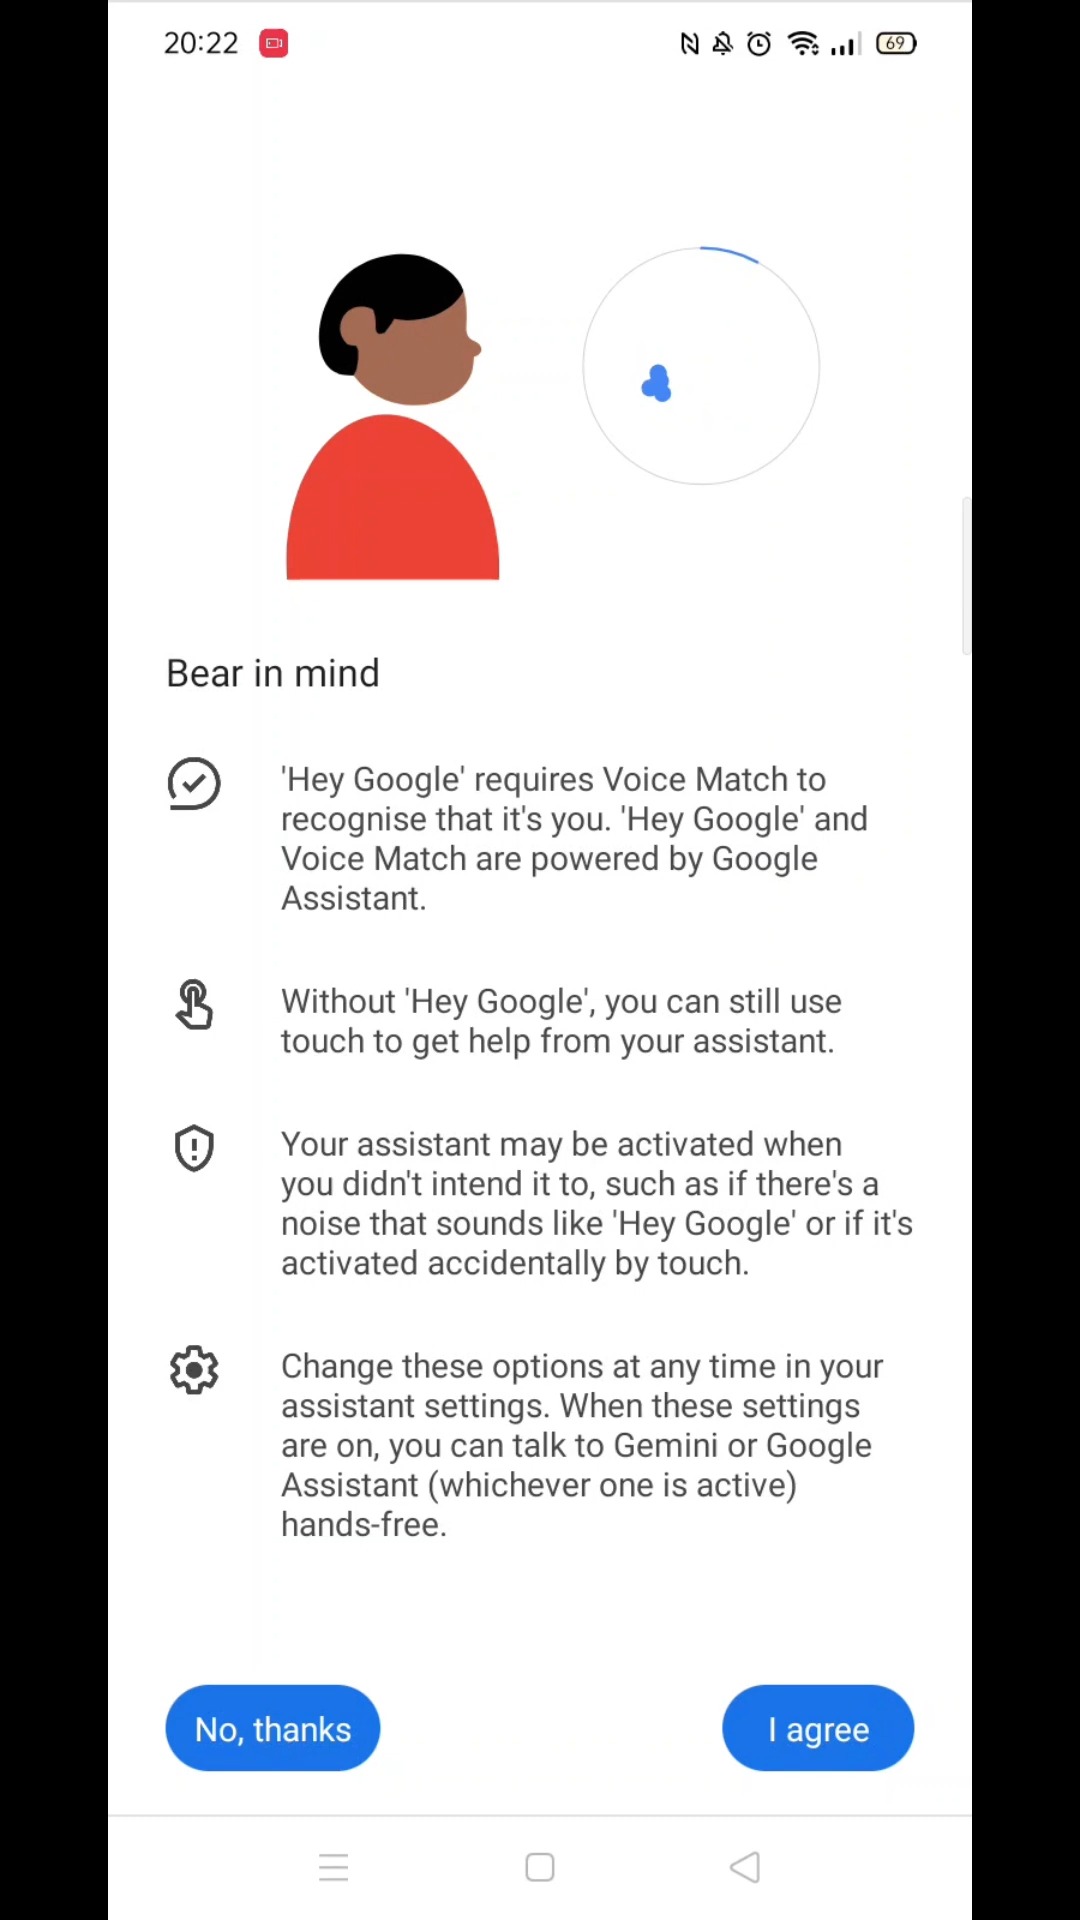 20:22
69
Bear in mind
'Hey Google' requires Voice Match to
recognise that it's you. 'Hey Google' and
Voice Match are powered by Google
Assistant.
Without 'Hey Google', you can still use
touch to get help from your assistant.
Your assistant may be activated when
you didn't intend it to, such as if there's a
noise that sounds like 'Hey Google' or if it's
activated accidentally by touch.
Change these options at any time in your
assistant settings. When these settings
are on, you can talk to Gemini or Google
Assistant (whichever one is active)
hands-free.
No, thanks
I agree